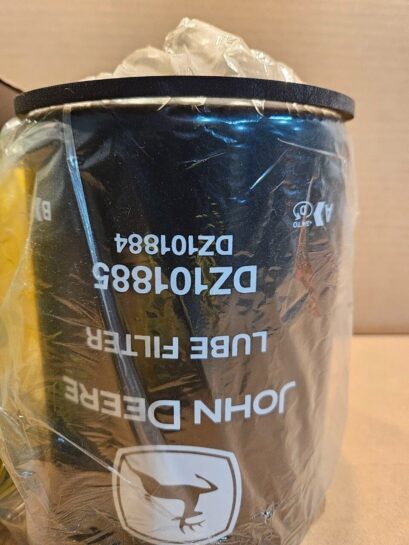 JOHN DEERE
LUBE FILTER
DZ101885
DZ101884
A
B